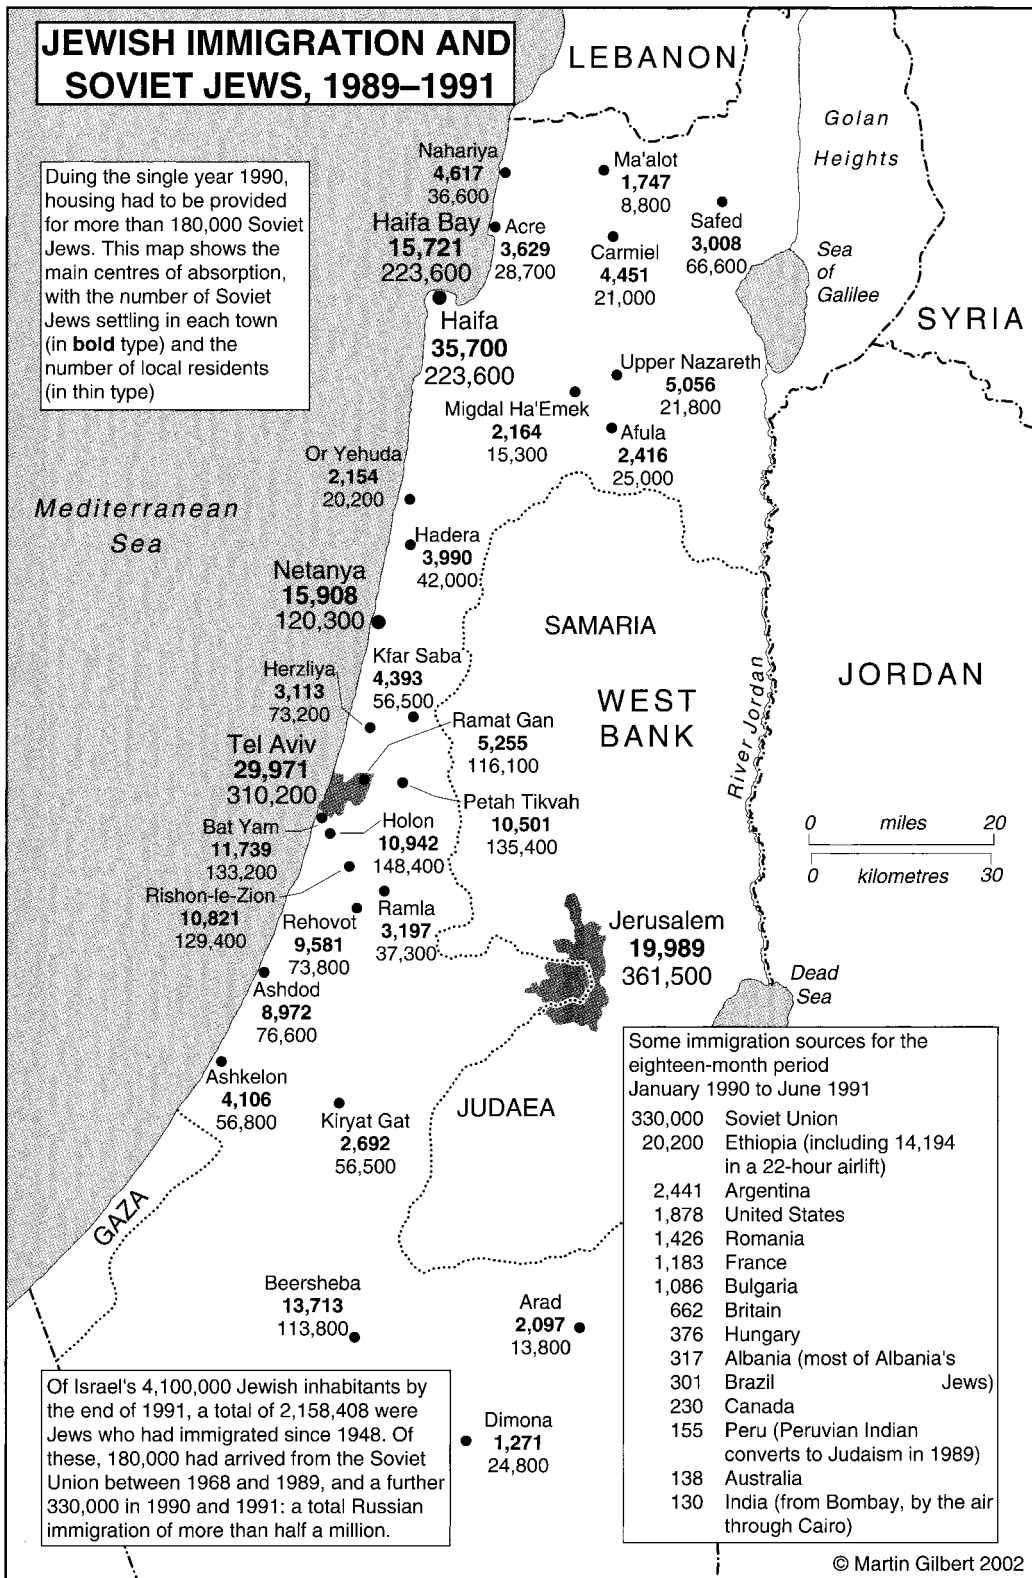 JEWISH IMMIGRATION AND
SOVIET JEWS, 1989–1991
Duing the single year 1990,
housing had to be provided
for more than 180,000 Soviet
Jews. This map shows the
main centres of absorption,
with the number of Soviet
Jews settling in each town
(in bold type) and the
number of local residents
(in thin type)
LEBANON
Golan
Heights
SYRIA
Sea
of
Galilee
Nahariya
4,617
36,600
Ma'alot
1,747
8,800
Safed
3,008
66,600
Haifa Bay
15,721
223,600
Acre
3,629
28,700
Carmiel
4,451
21,000
Haifa
35,700
223,600
Upper Nazareth
5,056
21,800
Migdal Ha'Emek
2,164
15,300
Afula
2,416
25,000
Or Yehuda
2,154
20,200
Mediterranean
Sea
Hadera
3,990
42,000
Netanya
15,908
120,300
SAMARIA
WEST
BANK
JORDAN
River Jordan
Kfar Saba
4,393
56,500
Herzliya
3,113
73,200
Ramat Gan
5,255
116,100
Tel Aviv
29,971
310,200
Petah Tikvah
10,501
135,400
Bat Yam
11,739
133,200
Holon
10,942
148,400
0 miles 20
0 kilometres 30
Rishon-le-Zion
10,821
129,400
Rehovot
9,581
73,800
Ramla
3,197
37,300
Jerusalem
19,989
361,500
Dead
Sea
Ashdod
8,972
76,600
Ashkelon
4,106
56,800
Kiryat Gat
2,692
56,500
JUDAEA
GAZA
Beersheba
13,713
113,800
Arad
2,097
13,800
Dimona
1,271
24,800
Some immigration sources for the
eighteen-month period
January 1990 to June 1991
330,000 Soviet Union
20,200 Ethiopia (including 14,194
in a 22-hour airlift)
2,441 Argentina
1,878 United States
1,426 Romania
1,183 France
1,086 Bulgaria
662 Britain
376 Hungary
317 Albania (most of Albania's
301 Brazil Jews)
230 Canada
155 Peru (Peruvian Indian
converts to Judaism in 1989)
138 Australia
130 India (from Bombay, by the air
through Cairo)
Of Israel's 4,100,000 Jewish inhabitants by
the end of 1991, a total of 2,158,408 were
Jews who had immigrated since 1948. Of
these, 180,000 had arrived from the Soviet
Union between 1968 and 1989, and a further
330,000 in 1990 and 1991: a total Russian
immigration of more than half a million.
© Martin Gilbert 2002